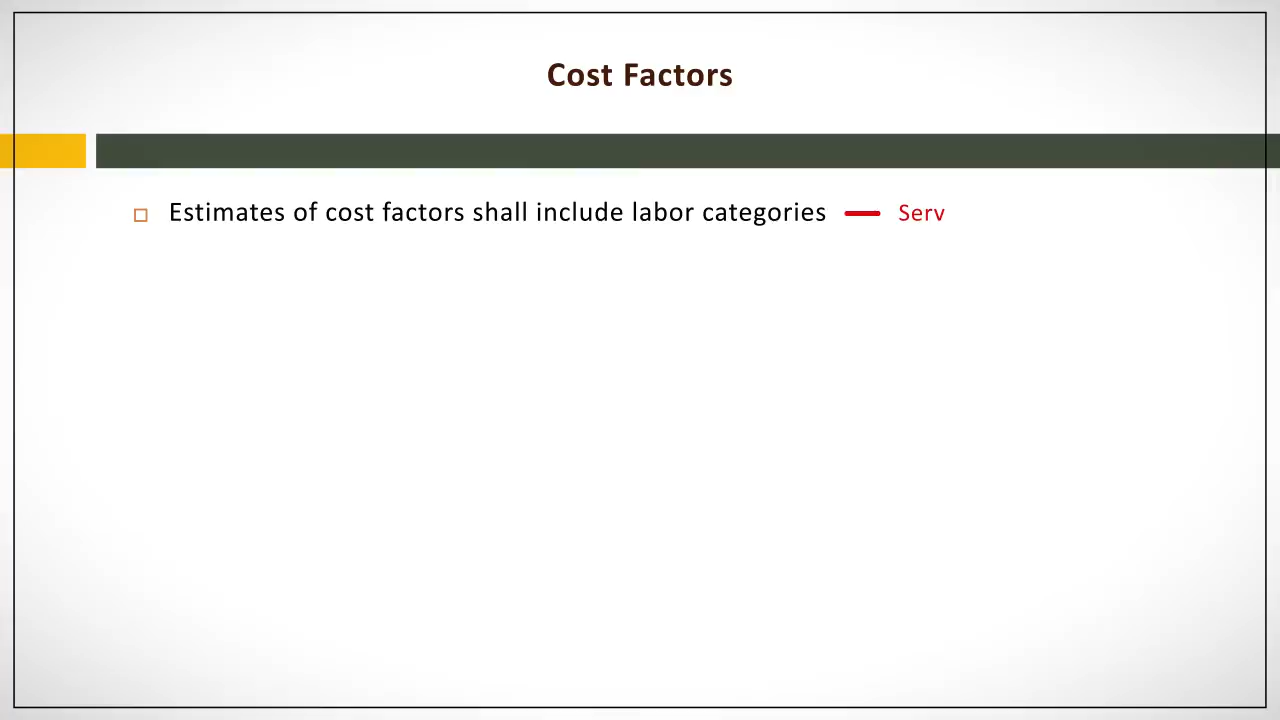 Cost Factors
Estimates of cost factors shall include labor categories — Serv